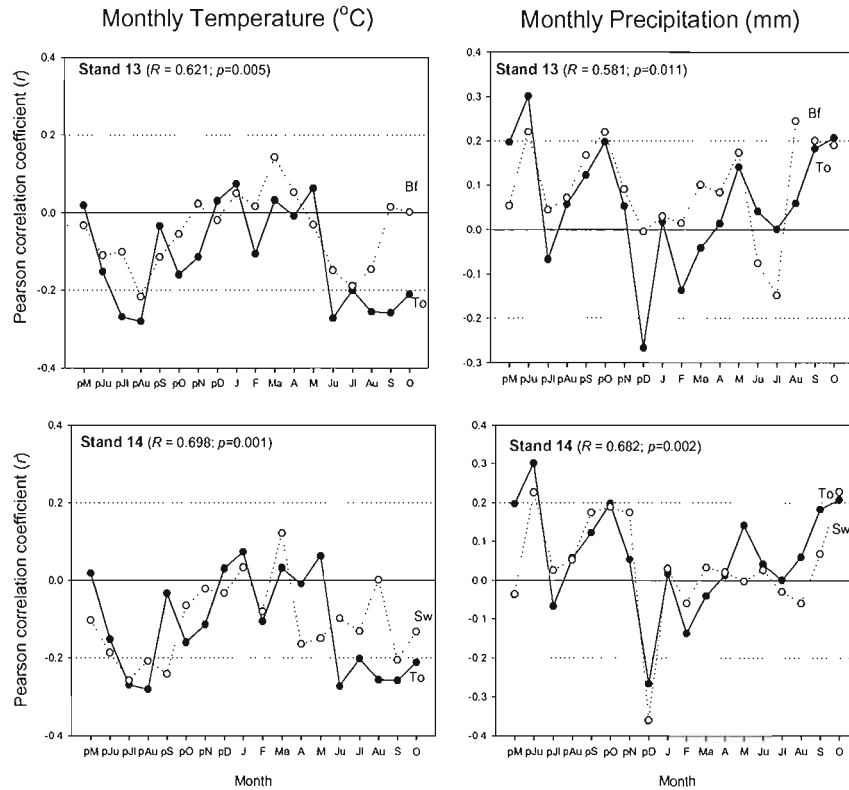 Monthly Temperature (°C)
Monthly Precipitation (mm)
Pearson correlation coefficient (r)
0.4
0.2
0.0
-0.2
-0.4
Stand 13 (R = 0.621; p=0.005)
Bf
To
pM pJu pJl pAu pS pO pN pD J F Ma A M Ju Jl Au S O
0.4
0.3
0.2
0.1
0.0
-0.1
-0.2
-0.3
Stand 13 (R = 0.581; p=0.011)
Bf
To
pM pJu pJl pAu pS pO pN pD J F Ma A M Ju Jl Au S O
Pearson correlation coefficient (r)
0.4
0.2
0.0
-0.2
-0.4
Stand 14 (R = 0.698; p=0.001)
Sw
To
pM pJu pJl pAu pS pO pN pD J F Ma A M Ju Jl Au S O
Month
0.4
0.3
0.2
0.1
0.0
-0.1
-0.2
-0.3
-0.4
Stand 14 (R = 0.682; p=0.002)
To
Sw
pM pJu pJl pAu pS pO pN pD J F Ma A M Ju Jl Au S O
Month